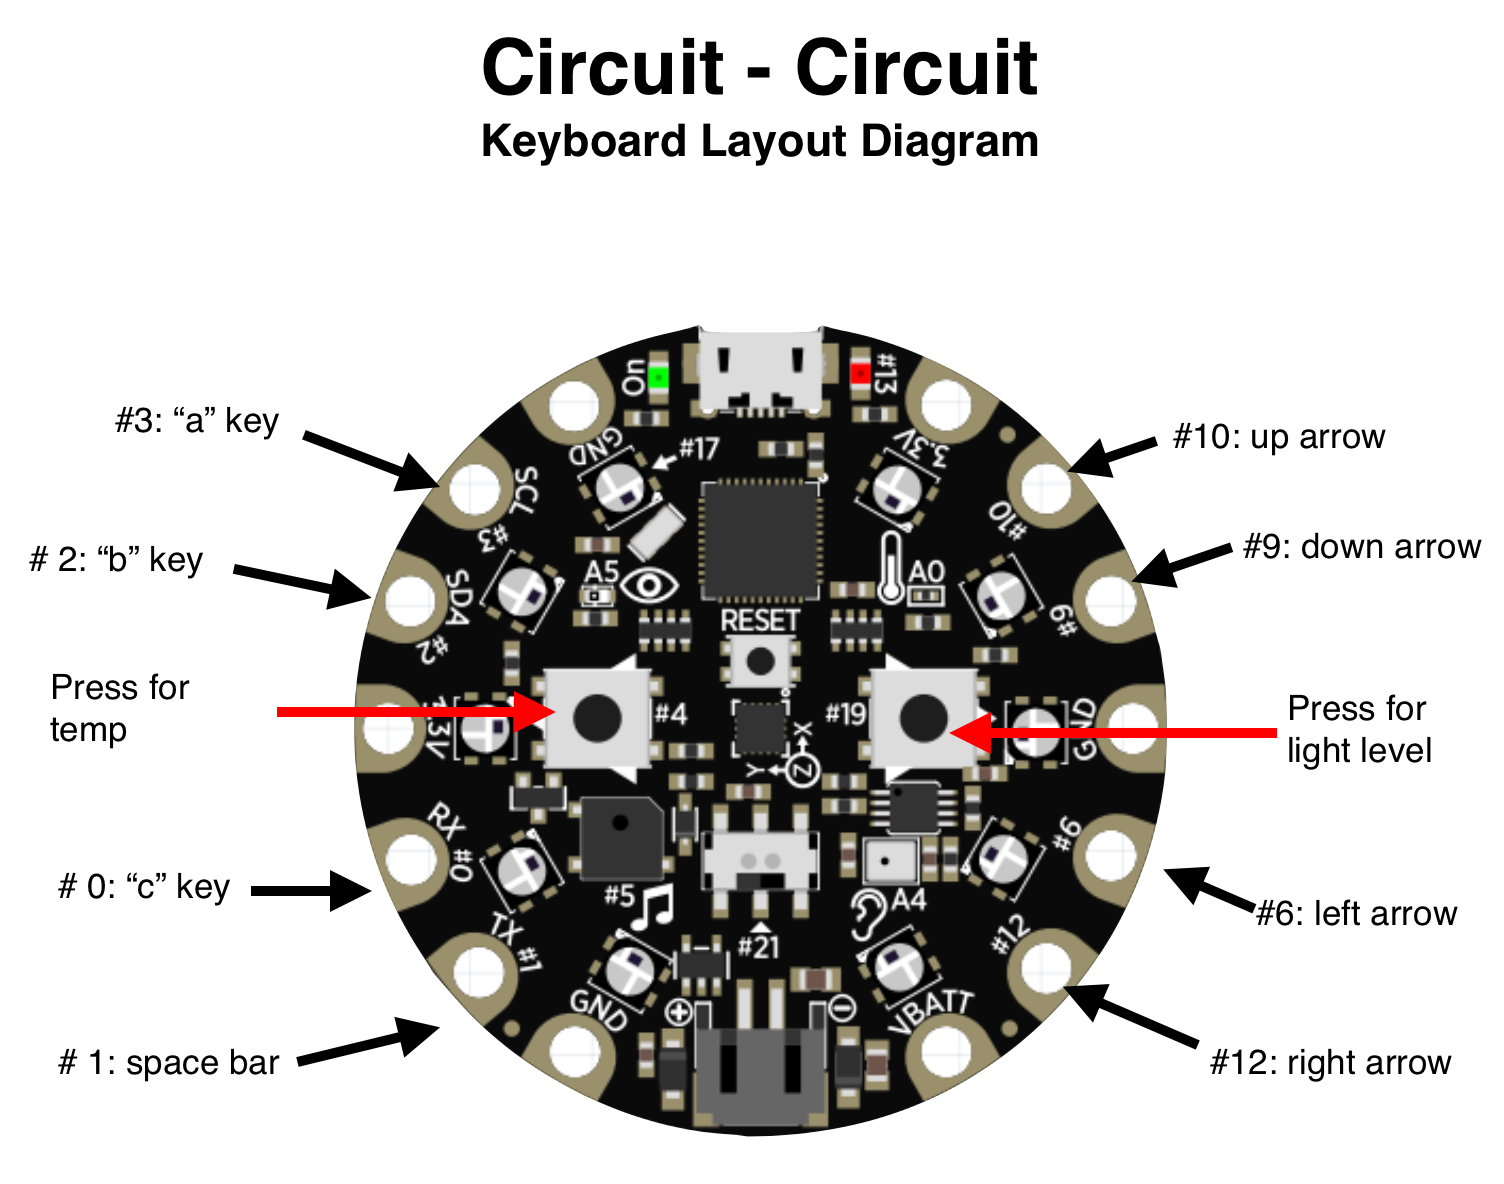 Circuit - Circuit
Keyboard Layout Diagram
On
#13
GND
#17
3.3V
#3: “a” key
#10: up arrow
SCL
#3
#10
# 2: “b” key
#9: down arrow
A5
A0
SDA
#2
RESET
#9
Press for
temp
3.3V
#4
#19
GND
Press for
light level
X
Y
Z
RX
#0
#6
# 0: “c” key
#5
A4
#6: left arrow
TX #1
#21
#12
GND
VBATT
# 1: space bar
#12: right arrow